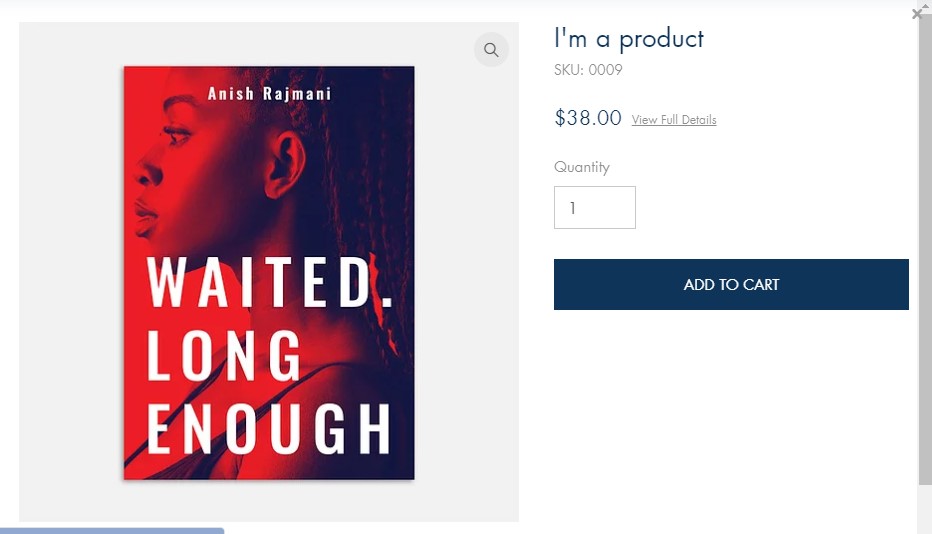 Anish Rajmani
WAITED.
LONG
ENOUGH
I'm a product
SKU: 0009
$38.00 View Full Details
Quantity
1
ADD TO CART